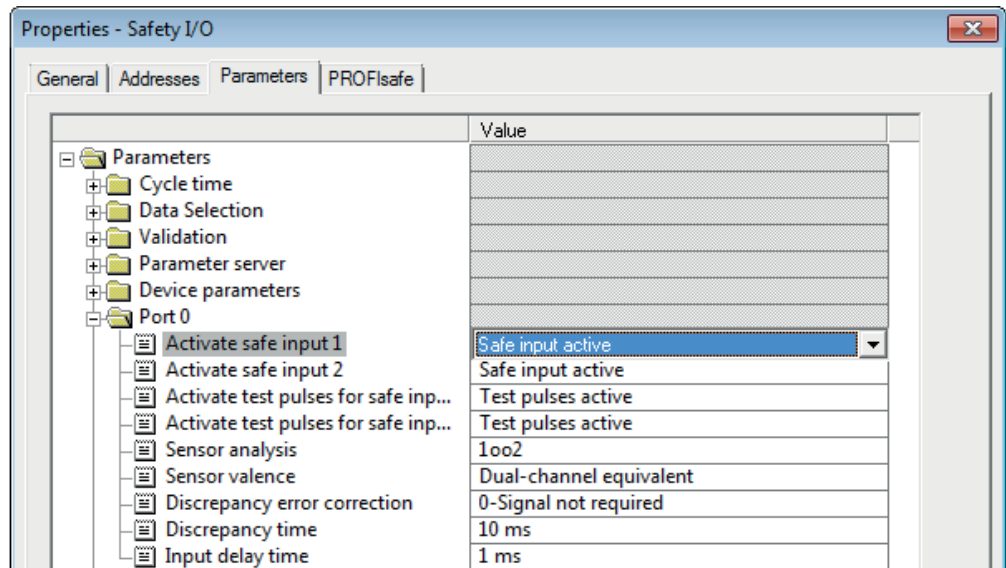 Properties - Safety I/O
General Addresses Parameters PROFIsafe
Value
Parameters
Cycle time
Data Selection
Validation
Parameter server
Device parameters
Port 0
Activate safe input 1 Safe input active
Activate safe input 2 Safe input active
Activate test pulses for safe inp... Test pulses active
Activate test pulses for safe inp... Test pulses active
Sensor analysis 1oo2
Sensor valence Dual-channel equivalent
Discrepancy error correction 0-Signal not required
Discrepancy time 10 ms
Input delay time 1 ms